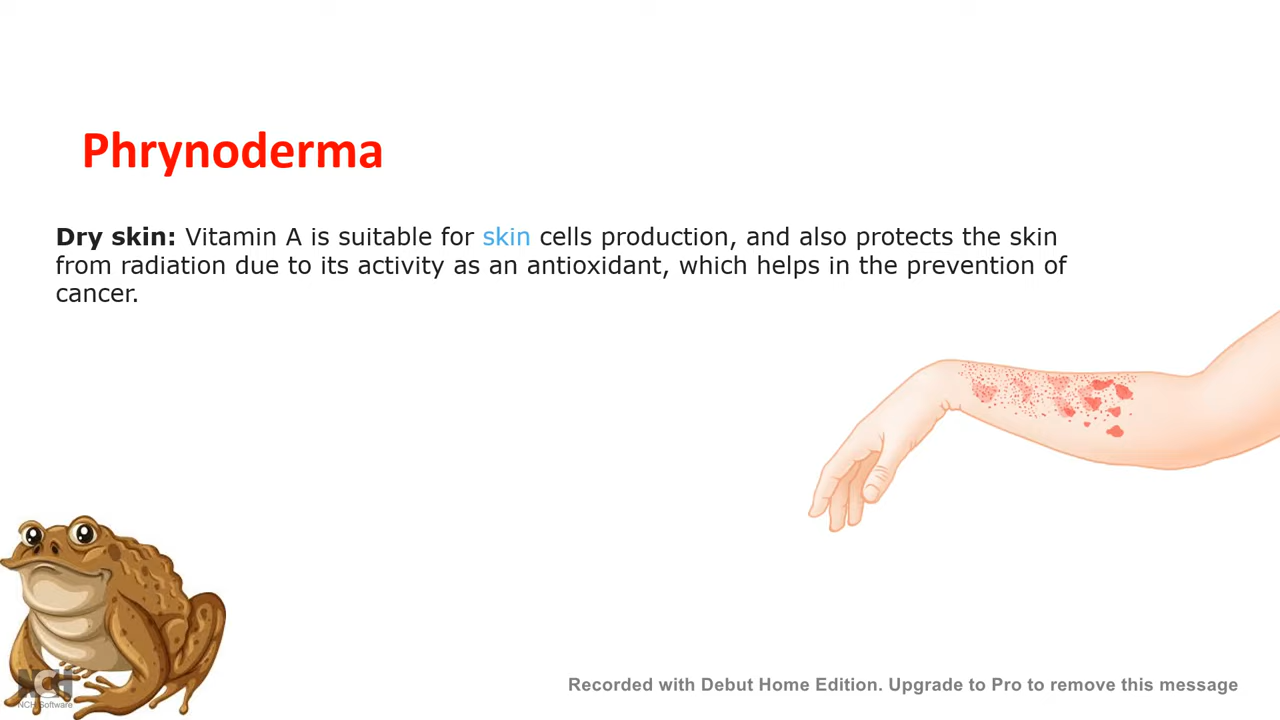 Phrynoderma
Dry skin: Vitamin A is suitable for skin cells production, and also protects the skin
from radiation due to its activity as an antioxidant, which helps in the prevention of
cancer.
NCH
NCH Software
Recorded with Debut Home Edition. Upgrade to Pro to remove this message